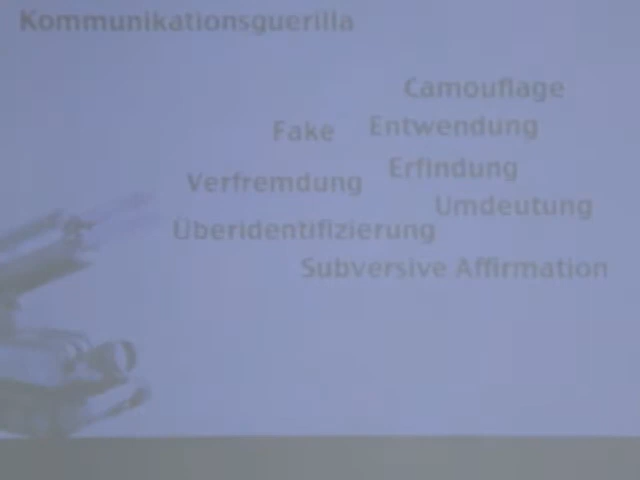 Kommunikationsguerilla
Camouflage
Fake Entwendung
Erfindung
Verfremdung
Umdeutung
Überidentifizierung
Subversive Affirmation